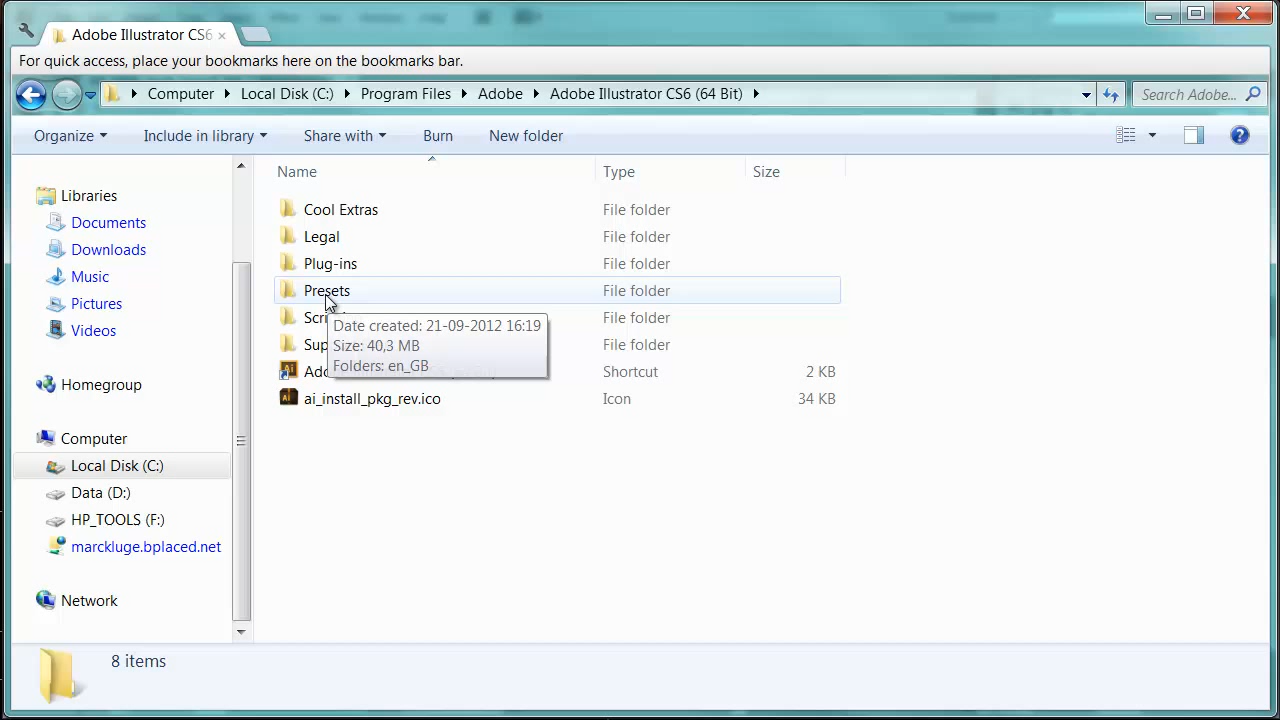 Adobe Illustrator CS6
For quick access, place your bookmarks here on the bookmarks bar.
Computer Local Disk (C:) Program Files Adobe Adobe Illustrator CS6 (64 Bit) Search Adobe...
Organize Include in library Share with Burn New folder
Name Type Size
Libraries
Documents
Downloads
Music
Pictures
Videos
Homegroup
Computer
Local Disk (C:)
Data (D:)
HP_TOOLS (F:)
marckluge.bplaced.net
Network
Cool Extras File folder
Legal File folder
Plug-ins File folder
Presets File folder
Scri File folder
Sup File folder
Ado Shortcut 2 KB
ai_install_pkg_rev.ico Icon 34 KB
Date created: 21-09-2012 16:19
Size: 40,3 MB
Folders: en_GB
8 items